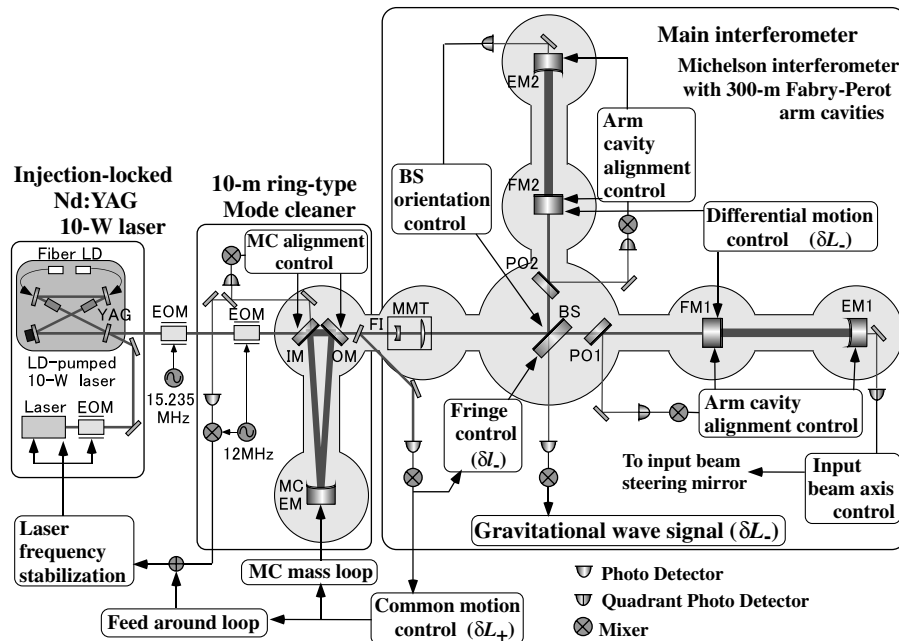 Main interferometer
Michelson interferometer
with 300-m Fabry-Perot
arm cavities
EM2
Arm
cavity
alignment
control
BS
orientation
control
FM2
Differential motion
control (δL-)
Injection-locked
Nd:YAG
10-W laser
10-m ring-type
Mode cleaner
MC alignment
control
Fiber LD
YAG
LD-pumped
10-W laser
Laser
EOM
EOM
15.235
MHz
EOM
12MHz
IM
OM
FI
MMT
PO2
BS
PO1
FM1
EM1
Fringe
control
(δl-)
Arm cavity
alignment control
To input beam
steering mirror
Input
beam axis
control
MC
EM
Gravitational wave signal (δL-)
Laser
frequency
stabilization
MC mass loop
Feed around loop
Common motion
control (δL+)
Photo Detector
Quadrant Photo Detector
Mixer